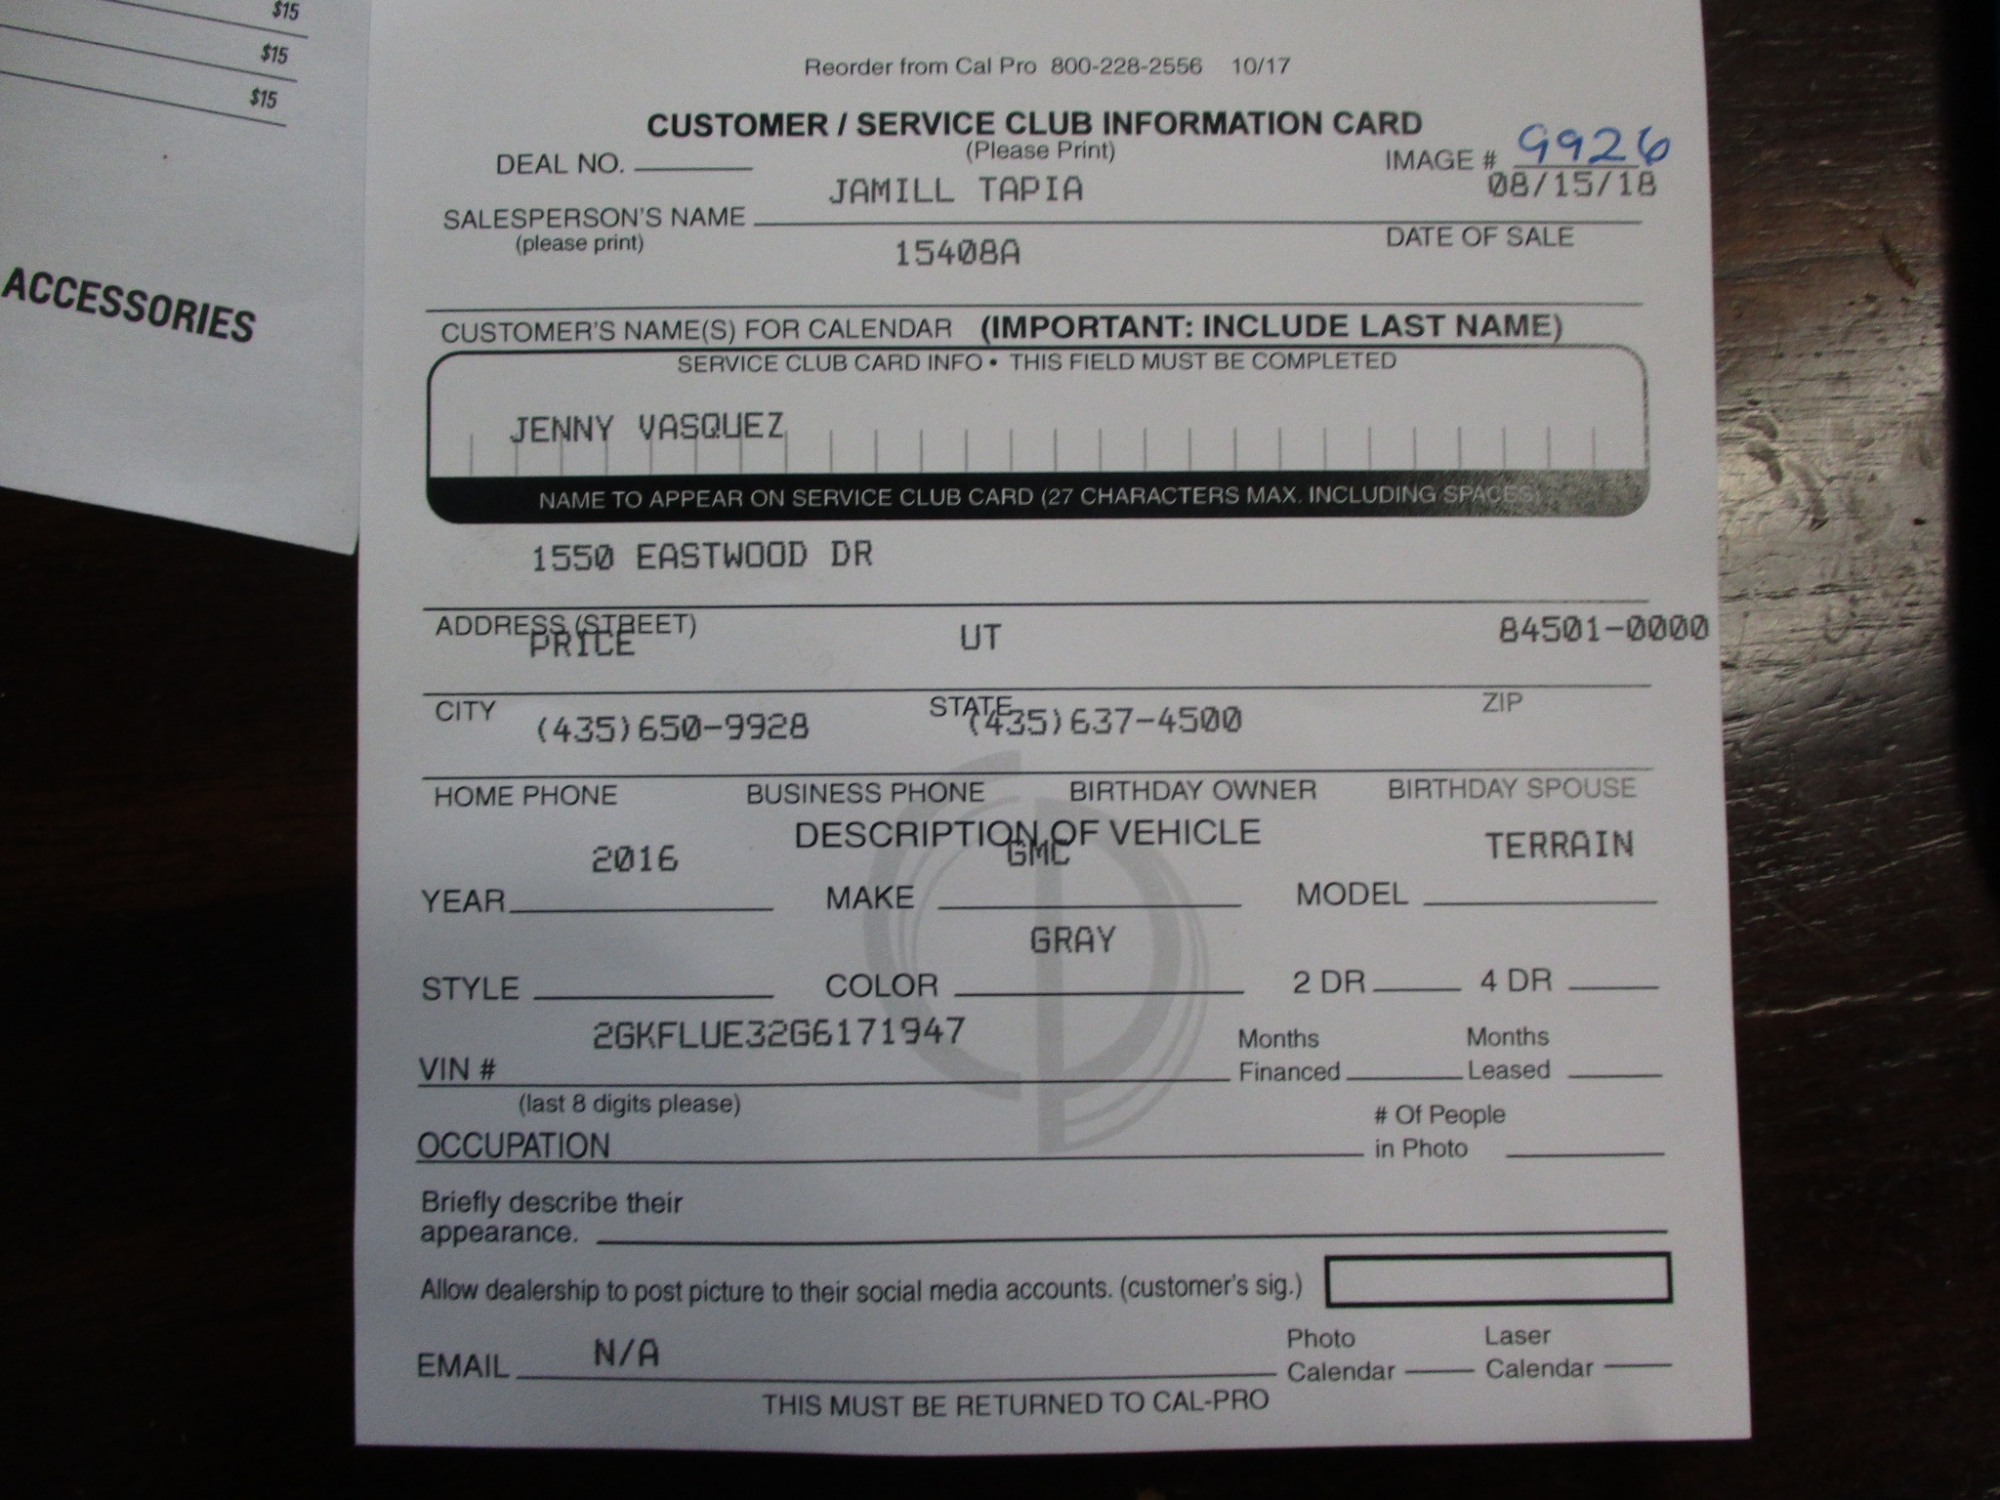 $15
$15
$15
ACCESSORIES
Reorder from Cal Pro 800-228-2556 10/17
CUSTOMER / SERVICE CLUB INFORMATION CARD
(Please Print)
DEAL NO.
IMAGE # 9926
JAMILL TAPIA
08/15/18
SALESPERSON'S NAME
(please print)
DATE OF SALE
15408A
CUSTOMER'S NAME(S) FOR CALENDAR (IMPORTANT: INCLUDE LAST NAME)
SERVICE CLUB CARD INFO • THIS FIELD MUST BE COMPLETED
JENNY VASQUEZ
NAME TO APPEAR ON SERVICE CLUB CARD (27 CHARACTERS MAX. INCLUDING SPACES)
1550 EASTWOOD DR
ADDRESS (STREET)
PRICE UT 84501-0000
CITY STATE ZIP
(435)650-9928 (435)637-4500
HOME PHONE BUSINESS PHONE BIRTHDAY OWNER BIRTHDAY SPOUSE
DESCRIPTION OF VEHICLE
2016 GMC TERRAIN
YEAR MAKE MODEL
GRAY
STYLE COLOR 2 DR 4 DR
2GKFLUE32G6171947
VIN #
Months Financed
Months Leased
(last 8 digits please)
OCCUPATION
# Of People
in Photo
Briefly describe their
appearance.
Allow dealership to post picture to their social media accounts. (customer's sig.)
EMAIL N/A
Photo Calendar
Laser Calendar
THIS MUST BE RETURNED TO CAL-PRO